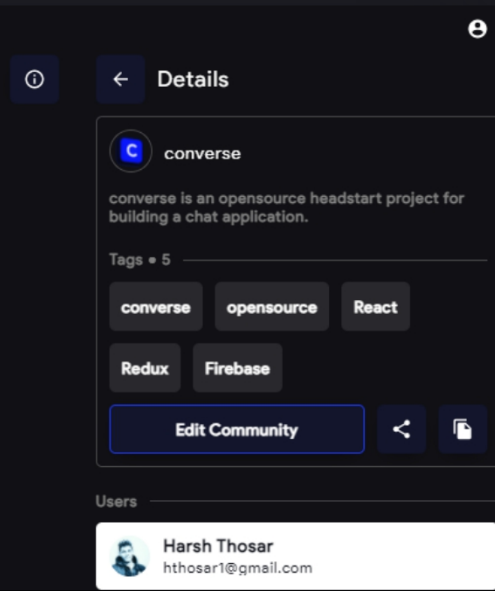 Details
C
converse
converse is an opensource headstart project for
building a chat application.
Tags • 5
converse opensource React
Redux Firebase
Edit Community
Users
Harsh Thosar
hthosar1@gmail.com